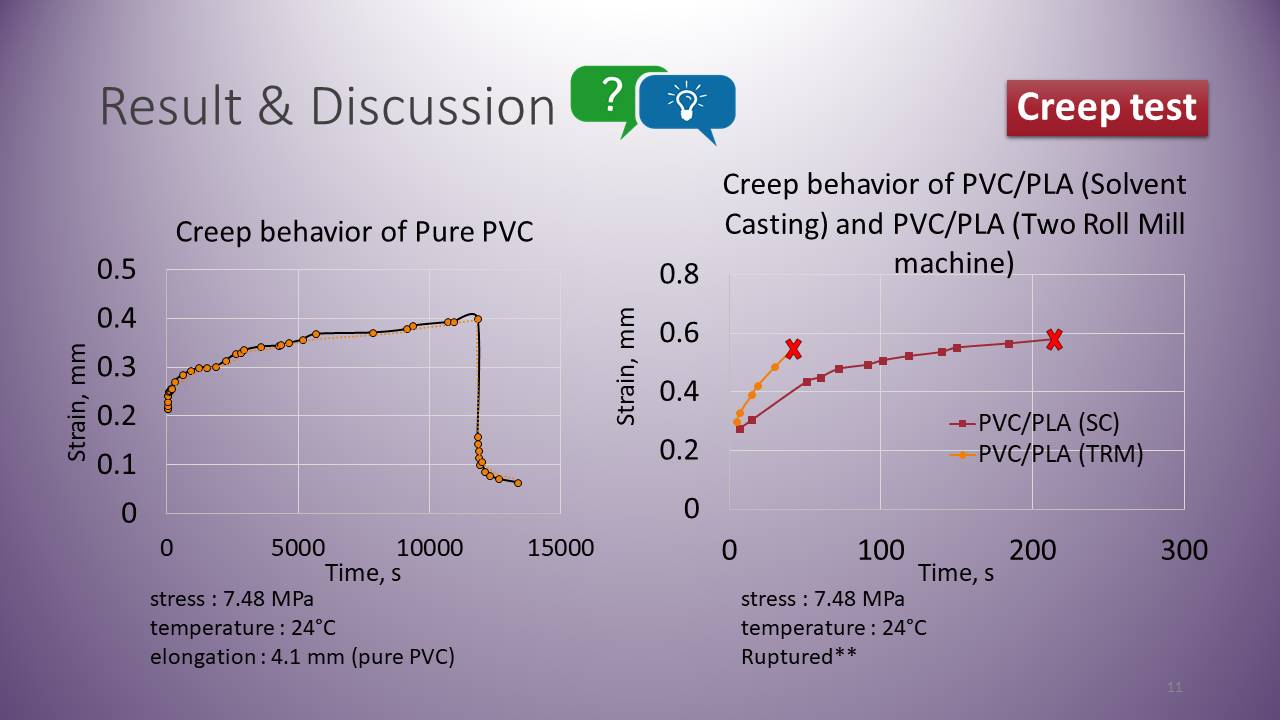 Result & Discussion
?
Creep test
Creep behavior of Pure PVC
0.5
0.4
0.3
0.2
0.1
0
Strain, mm
0 5000 10000 15000
Time, s
stress : 7.48 MPa
temperature : 24°C
elongation : 4.1 mm (pure PVC)
Creep behavior of PVC/PLA (Solvent
Casting) and PVC/PLA (Two Roll Mill
machine)
0.8
0.6
0.4
0.2
0
Strain, mm
PVC/PLA (SC)
PVC/PLA (TRM)
0 100 200 300
Time, s
stress : 7.48 MPa
temperature : 24°C
Ruptured**
11